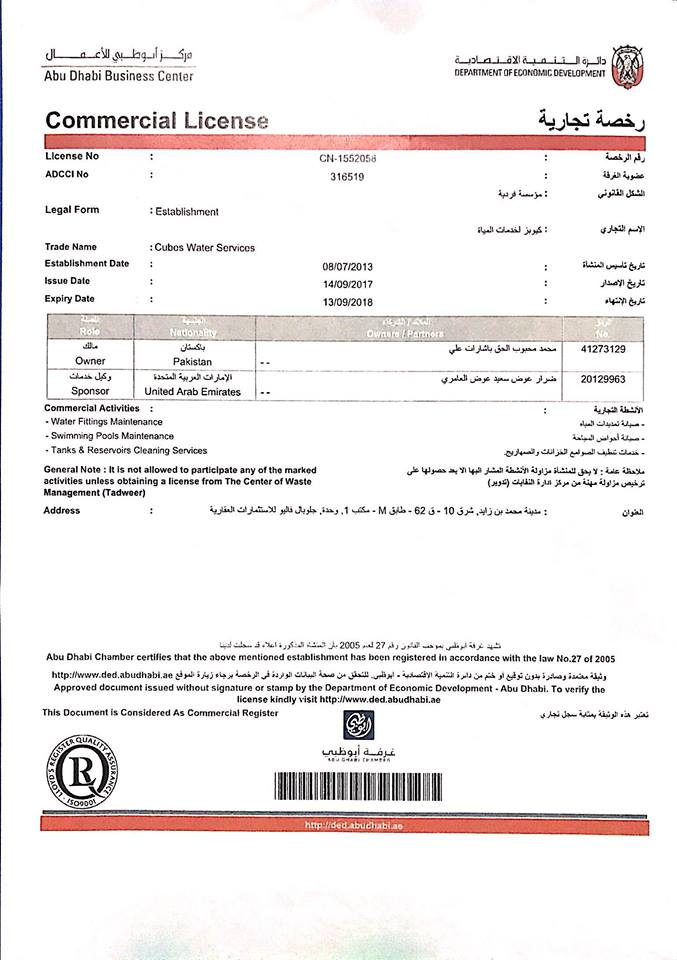 مركز أبوظبي للأعمال
Abu Dhabi Business Center
دائرة التنمية الاقتصادية
DEPARTMENT OF ECONOMIC DEVELOPMENT
Commercial License رخصة تجارية
License No : CN-1552058 : رقم الرخصة
ADCCI No : 316519 : عضوية الغرفة
مؤسسة فردية : الشكل القانوني
Legal Form : Establishment
كيوبز لخدمات المياة : الإسم التجاري
Trade Name : Cubes Water Services
Establishment Date : 08/07/2013 : تاريخ تأسيس المنشأة
Issue Date : 14/09/2017 : تاريخ الإصدار
Expiry Date : 13/09/2018 : تاريخ الإنتهاء
الصفة الجنسية الملاك / الشركاء الرمز
Role Nationality Owners / Partners No.
مالك باكستان محمد محبوب الحق باشارات علي 41273129
Owner Pakistan --
وكيل خدمات الإمارات العربية المتحدة ضرار عوض سعيد عوض العامري 20129963
Sponsor United Arab Emirates --
Commercial Activities : : الأنشطة التجارية
- Water Fittings Maintenance - صيانة تمديدات المياه
- Swimming Pools Maintenance - صيانة أحواض السباحة
- Tanks & Reservoirs Cleaning Services - خدمات تنظيف الصوامع الخزانات والصهاريج.
General Note : It is not allowed to participate any of the marked ملاحظة عامة : لا يحق للمنشأة مزاولة الأنشطة المشار اليها الا بعد حصولها على
activities unless obtaining a license from The Center of Waste ترخيص مزاولة مهنة من مركز ادارة النفايات (تدوير)
Management (Tadweer)
Address : مدينة محمد بن زايد, شرق 10 - ق 62 - طابق M - مكتب 1, وحدة, جلوبال فاليو للاستثمارات العقارية : العنوان
تشهد غرفة ابوظبي بموجب القانون رقم 27 لعام 2005 بأن المنشاة المذكورة اعلاه قد سجلت لدينا
Abu Dhabi Chamber certifies that the above mentioned establishment has been registered in accordance with the law No.27 of 2005
وثيقة معتمدة وصادرة بدون توقيع او ختم من دائرة التنمية الاقتصادية - ابوظبي. للتحقق من صحة البيانات الواردة في الرخصة برجاء زيارة الموقع http://www.ded.abudhabi.ae
Approved document issued without signature or stamp by the Department of Economic Development - Abu Dhabi. To verify the
license kindly visit http://www.ded.abudhabi.ae
This Document is Considered As Commercial Register تعتبر هذه الوثيقة بمثابة سجل تجاري
غرفة أبوظبي
ABU DHABI CHAMBER
LLOYD'S REGISTER QUALITY ASSURANCE
LRQA
ISO9001
http://ded.abudhabi.ae